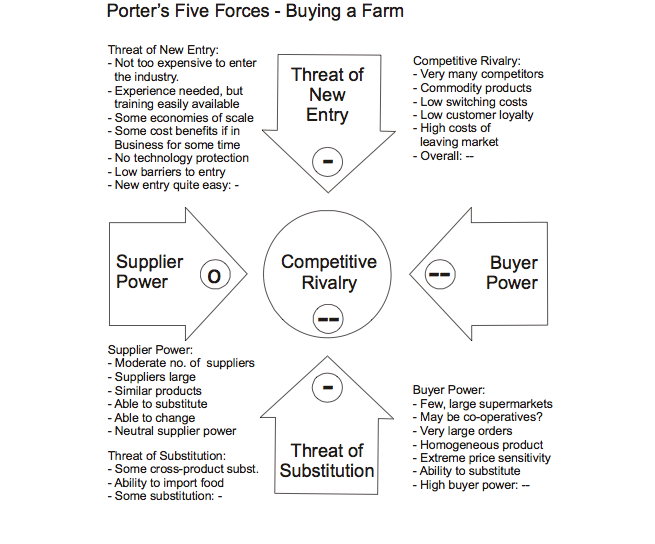 Porter's Five Forces - Buying a Farm
Threat of New Entry:
- Not too expensive to enter
the industry.
- Experience needed, but
training easily available
- Some economies of scale
- Some cost benefits if in
Business for some time
- No technology protection
- Low barriers to entry
- New entry quite easy: -
Threat of
New
Entry
-
Competitive Rivalry:
- Very many competitors
- Commodity products
- Low switching costs
- Low customer loyalty
- High costs of
leaving market
- Overall: --
Supplier
Power
O
Competitive
Rivalry
--
--
Buyer
Power
Supplier Power:
- Moderate no. of suppliers
- Suppliers large
- Similar products
- Able to substitute
- Able to change
- Neutral supplier power
Threat of Substitution:
- Some cross-product subst.
- Ability to import food
- Some substitution: -
-
Threat of
Substitution
Buyer Power:
- Few, large supermarkets
- May be co-operatives?
- Very large orders
- Homogeneous product
- Extreme price sensitivity
- Ability to substitute
- High buyer power: --